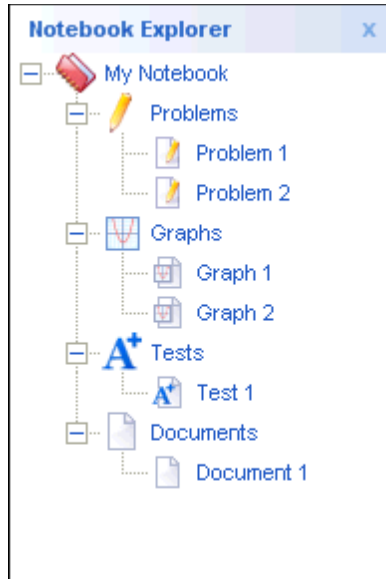 Notebook Explorer x
My Notebook
Problems
Problem 1
Problem 2
Graphs
Graph 1
Graph 2
A+ Tests
A+ Test 1
Documents
Document 1